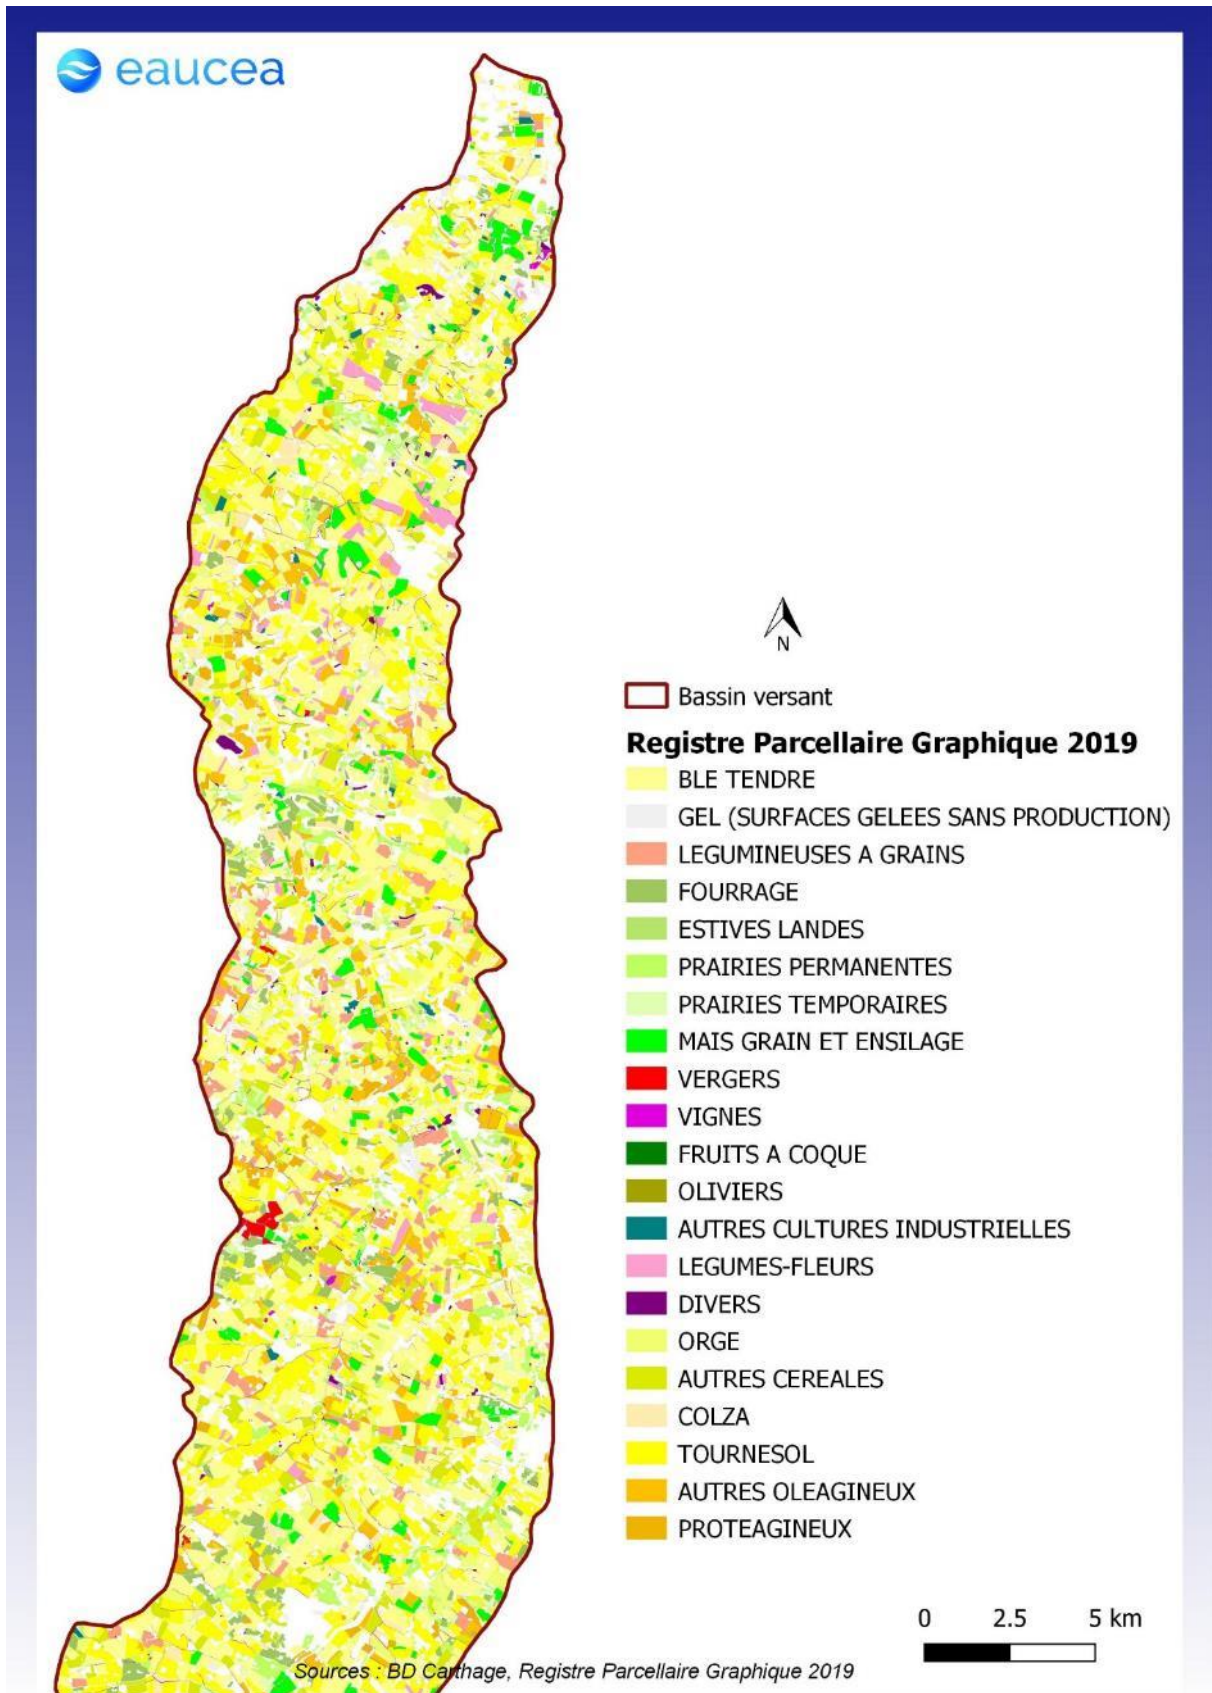 eaucea
N
Bassin versant
Registre Parcellaire Graphique 2019
BLE TENDRE
GEL (SURFACES GELEES SANS PRODUCTION)
LEGUMINEUSES A GRAINS
FOURRAGE
ESTIVES LANDES
PRAIRIES PERMANENTES
PRAIRIES TEMPORAIRES
MAIS GRAIN ET ENSILAGE
VERGERS
VIGNES
FRUITS A COQUE
OLIVIERS
AUTRES CULTURES INDUSTRIELLES
LEGUMES-FLEURS
DIVERS
ORGE
AUTRES CEREALES
COLZA
TOURNESOL
AUTRES OLEAGINEUX
PROTEAGINEUX
0 2.5 5 km
Sources : BD Carthage, Registre Parcellaire Graphique 2019